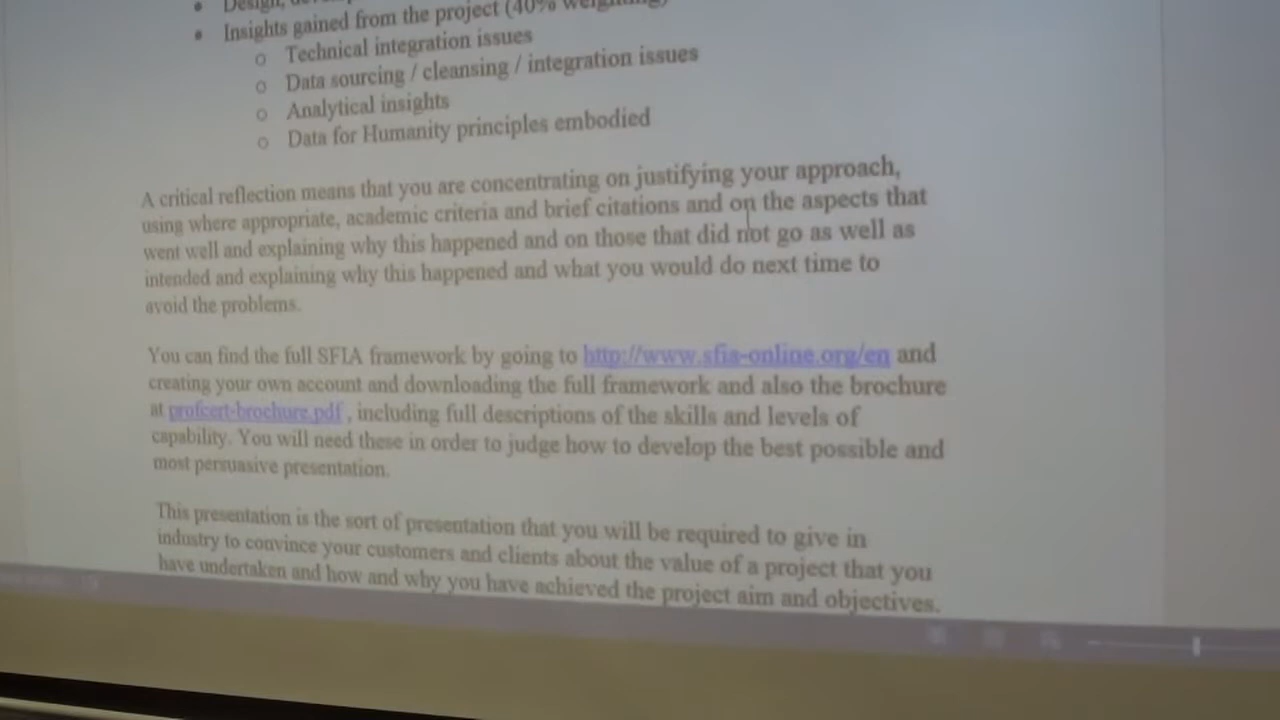 Design,
Insights gained from the project (40% weighting)
Technical integration issues
Data sourcing / cleansing / integration issues
Analytical insights
Data for Humanity principles embodied
A critical reflection means that you are concentrating on justifying your approach,
using where appropriate, academic criteria and brief citations and on the aspects that
went well and explaining why this happened and on those that did not go as well as
intended and explaining why this happened and what you would do next time to
avoid the problems.
You can find the full SFIA framework by going to http://www.sfia-online.org/en and
creating your own account and downloading the full framework and also the brochure
at profcert-brochure.pdf , including full descriptions of the skills and levels of
capability. You will need these in order to judge how to develop the best possible and
most persuasive presentation.
This presentation is the sort of presentation that you will be required to give in
industry to convince your customers and clients about the value of a project that you
have undertaken and how and why you have achieved the project aim and objectives.